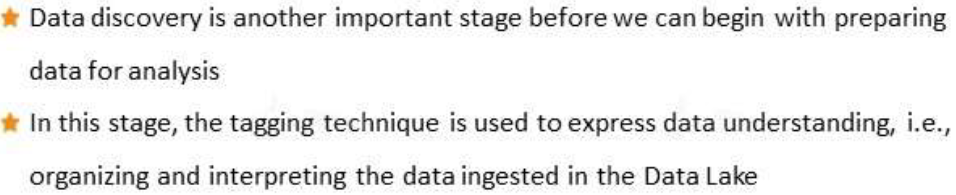 Data discovery is another important stage before we can begin with preparing
data for analysis
In this stage, the tagging technique is used to express data understanding, i.e.,
organizing and interpreting the data ingested in the Data Lake